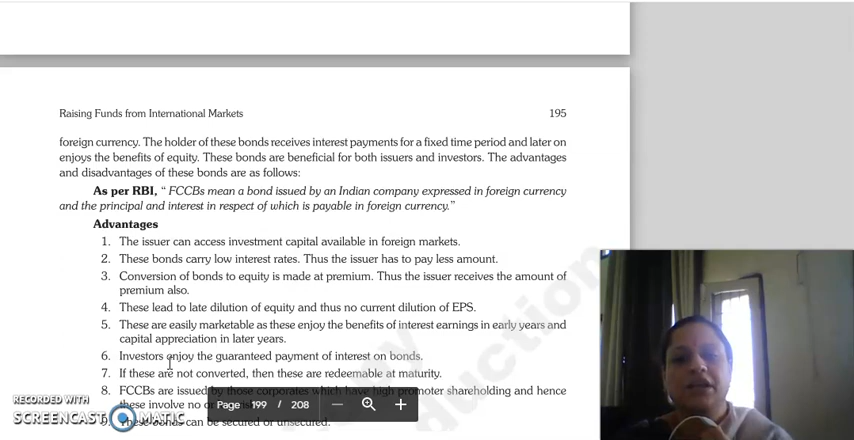 Raising Funds from International Markets 195
foreign currency. The holder of these bonds receives interest payments for a fixed time period and later on
enjoys the benefits of equity. These bonds are beneficial for both issuers and investors. The advantages
and disadvantages of these bonds are as follows:
As per RBI, “ FCCBs mean a bond issued by an Indian company expressed in foreign currency
and the principal and interest in respect of which is payable in foreign currency.”
Advantages
1. The issuer can access investment capital available in foreign markets.
2. These bonds carry low interest rates. Thus the issuer has to pay less amount.
3. Conversion of bonds to equity is made at premium. Thus the issuer receives the amount of
premium also.
4. These lead to late dilution of equity and thus no current dilution of EPS.
5. These are easily marketable as these enjoy the benefits of interest earnings in early years and
capital appreciation in later years.
6. Investors enjoy the guaranteed payment of interest on bonds.
7. If these are not converted, then these are redeemable at maturity.
8. FCCBs are issued by those corporates which have high promoter shareholding and hence
these involve no
9. These bonds can be secured or unsecured.
Page 199 / 208
RECORDED WITH
SCREENCAST MATIC